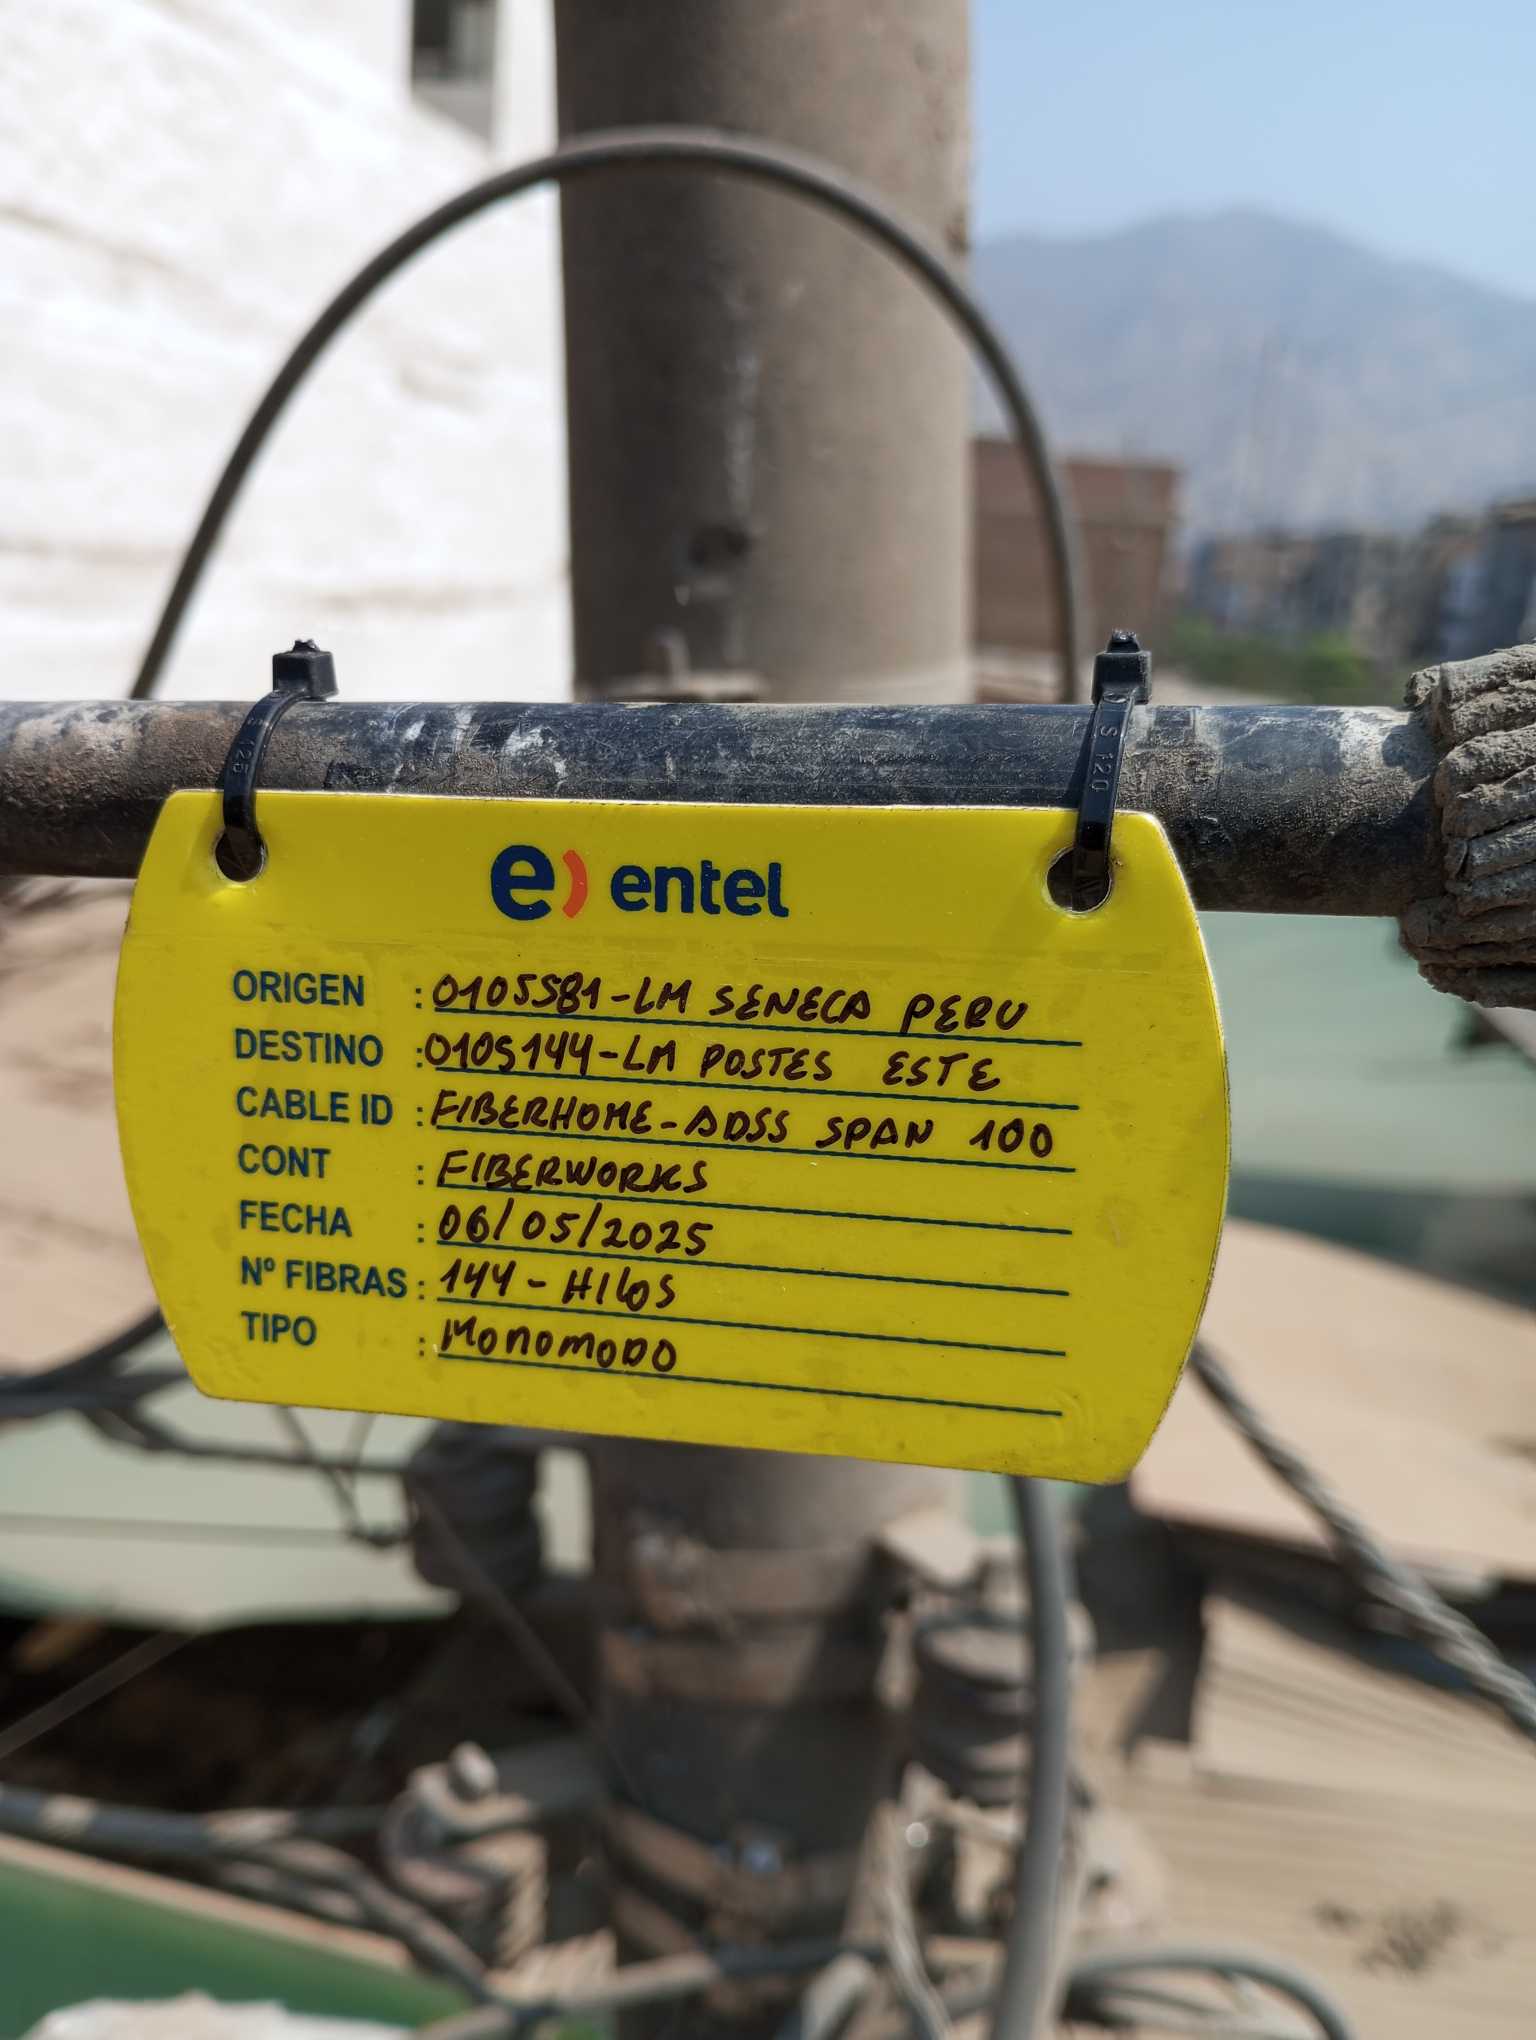 e) entel
ORIGEN : 0105581-LM SENECA PERU
DESTINO : 0105144-LM POSTES ESTE
CABLE ID : FIBERHOME-ADSS SPAN 100
CONT : FIBERWORKS
FECHA : 06/05/2025
Nº FIBRAS : 144-HILOS
TIPO : MONOMODO